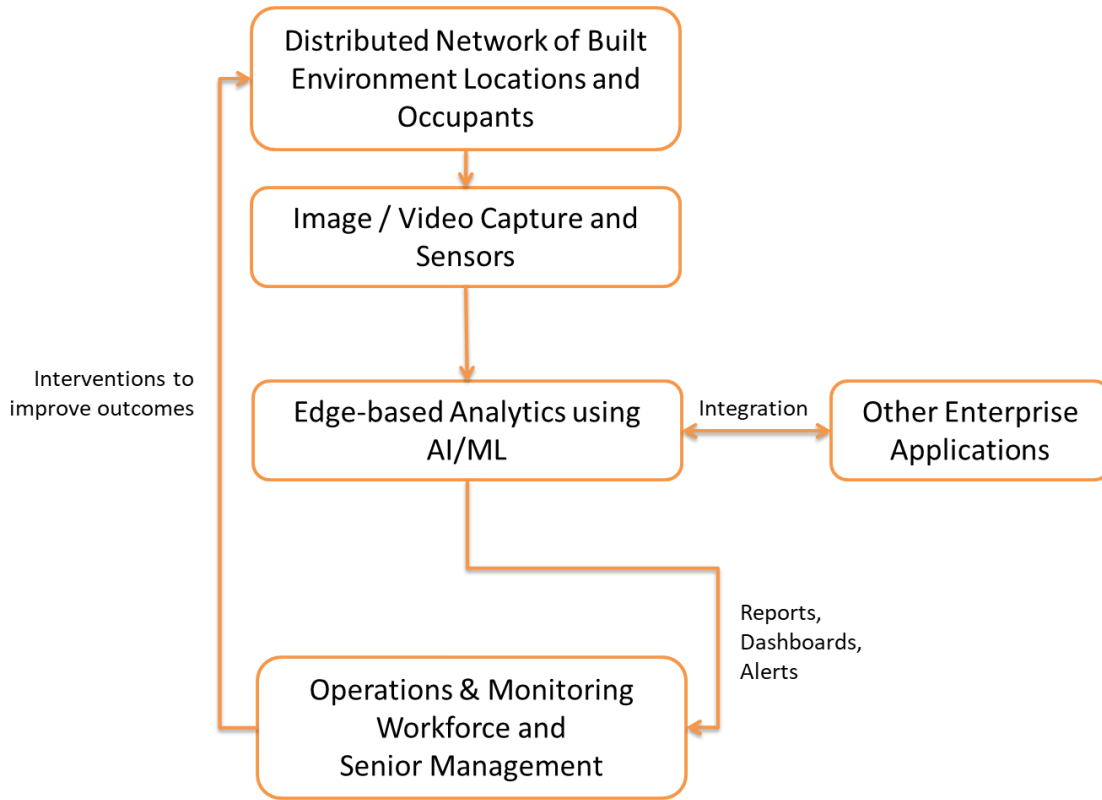 Distributed Network of Built
Environment Locations and
Occupants
Image / Video Capture and
Sensors
Interventions to
improve outcomes
Edge-based Analytics using
AI/ML
Integration
Other Enterprise
Applications
Reports,
Dashboards,
Alerts
Operations & Monitoring
Workforce and
Senior Management